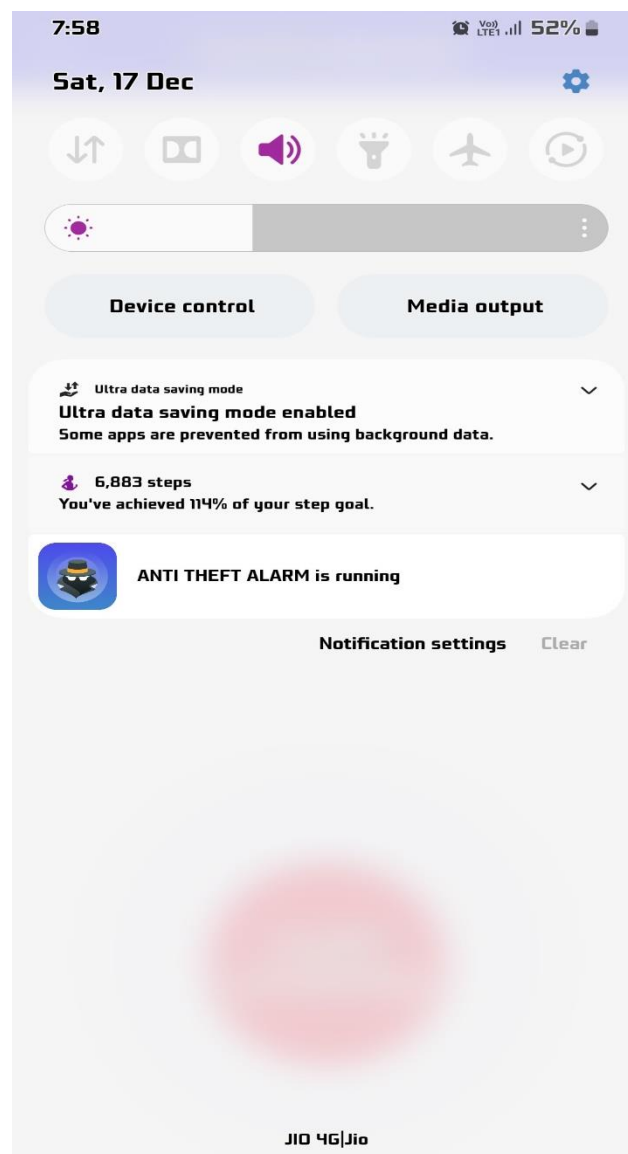 7:58 Vo)) LTE1 52%
Sat, 17 Dec
Device control Media output
Ultra data saving mode
Ultra data saving mode enabled
Some apps are prevented from using background data.
6,883 steps
You've achieved 114% of your step goal.
ANTI THEFT ALARM is running
Notification settings Clear
JIO 4G|Jio